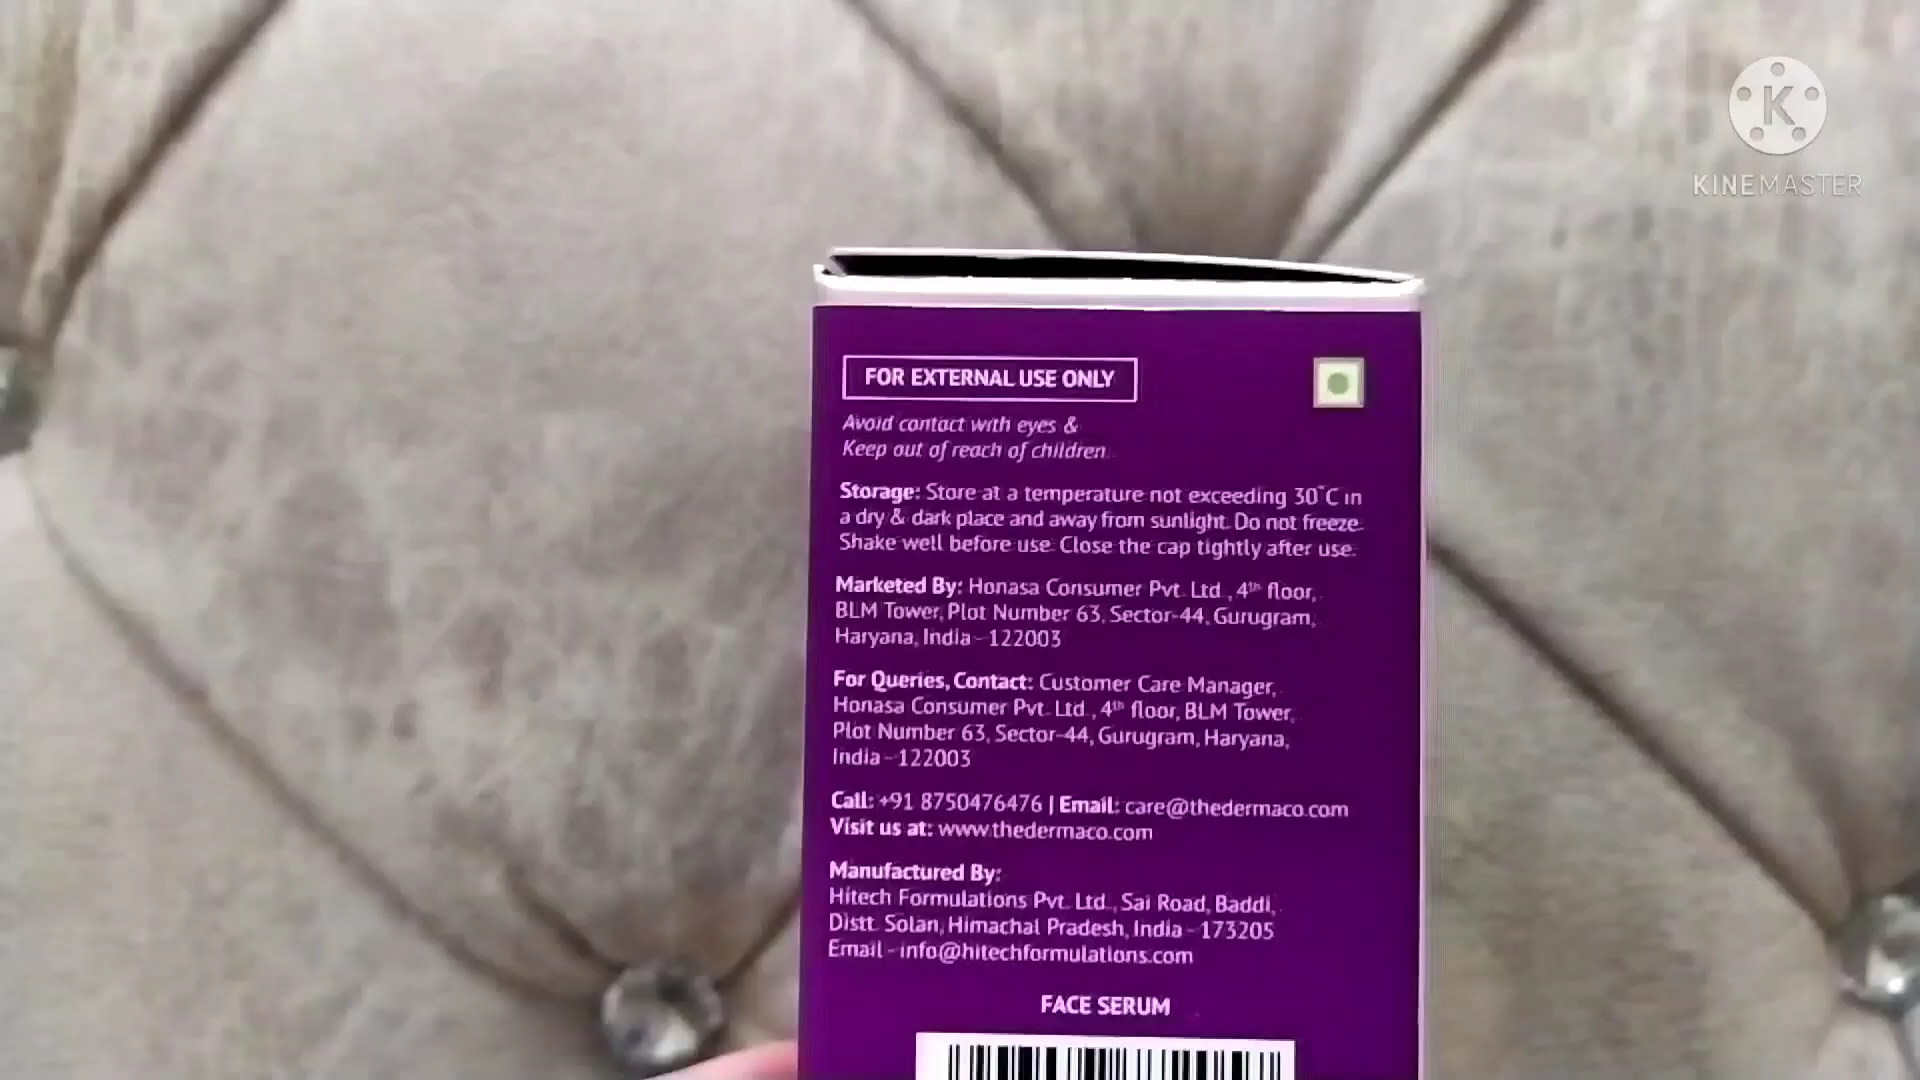 KINEMASTER
FOR EXTERNAL USE ONLY
Avoid contact with eyes &
Keep out of reach of children.
Storage: Store at a temperature not exceeding 30°C in
a dry & dark place and away from sunlight. Do not freeze.
Shake well before use. Close the cap tightly after use.
Marketed By: Honasa Consumer Pvt. Ltd., 4th floor,
BLM Tower, Plot Number 63, Sector-44, Gurugram,
Haryana, India - 122003
For Queries, Contact: Customer Care Manager,
Honasa Consumer Pvt. Ltd., 4th floor, BLM Tower,
Plot Number 63, Sector-44, Gurugram, Haryana,
India - 122003
Call: +91 8750476476 | Email: care@thedermaco.com
Visit us at: www.thedermaco.com
Manufactured By:
Hitech Formulations Pvt. Ltd., Sai Road, Baddi,
Distt. Solan, Himachal Pradesh, India - 173205
Email - info@hitechformulations.com
FACE SERUM